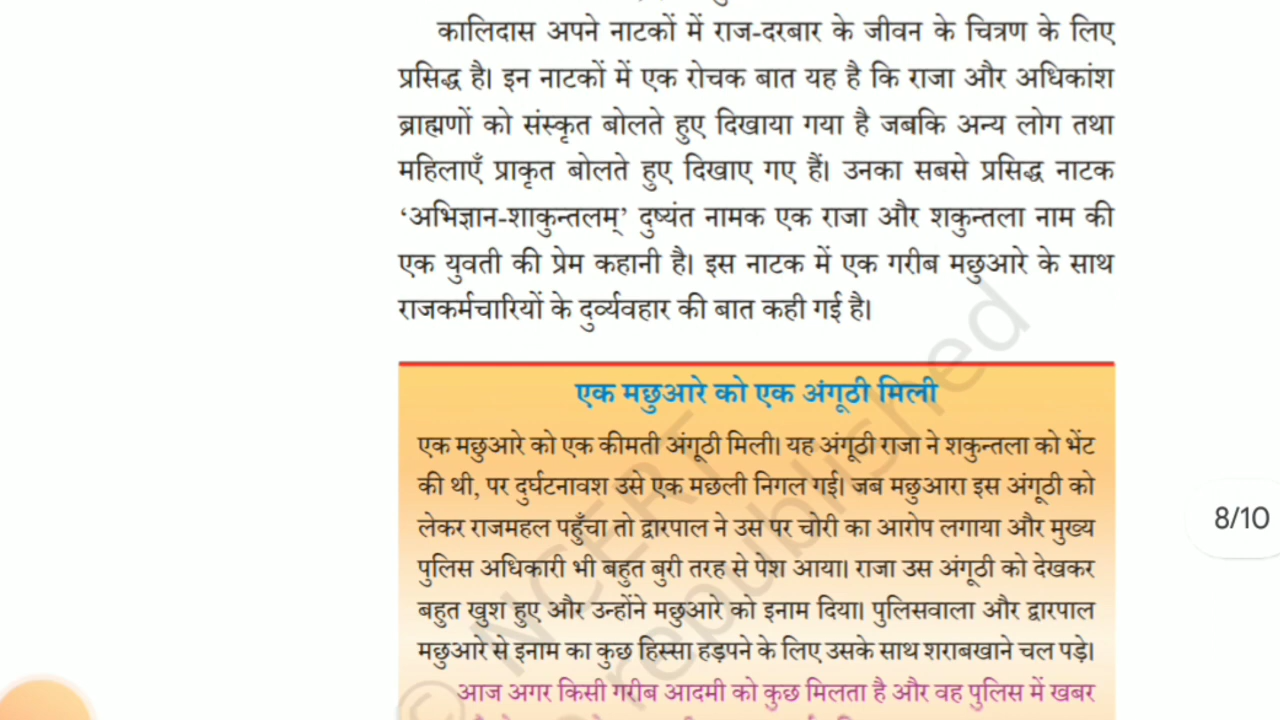 कालिदास अपने नाटकों में राज-दरबार के जीवन के चित्रण के लिए
प्रसिद्ध है। इन नाटकों में एक रोचक बात यह है कि राजा और अधिकांश
ब्राह्मणों को संस्कृत बोलते हुए दिखाया गया है जबकि अन्य लोग तथा
महिलाएँ प्राकृत बोलते हुए दिखाए गए हैं। उनका सबसे प्रसिद्ध नाटक
‘अभिज्ञान-शाकुन्तलम्’ दुष्यंत नामक एक राजा और शकुन्तला नाम की
एक युवती की प्रेम कहानी है। इस नाटक में एक गरीब मछुआरे के साथ
राजकर्मचारियों के दुर्व्यवहार की बात कही गई है।
एक मछुआरे को एक अंगूठी मिली
एक मछुआरे को एक कीमती अंगूठी मिली। यह अंगूठी राजा ने शकुन्तला को भेंट
की थी, पर दुर्घटनावश उसे एक मछली निगल गई। जब मछुआरा इस अंगूठी को
लेकर राजमहल पहुँचा तो द्वारपाल ने उस पर चोरी का आरोप लगाया और मुख्य
पुलिस अधिकारी भी बहुत बुरी तरह से पेश आया। राजा उस अंगूठी को देखकर
बहुत खुश हुए और उन्होंने मछुआरे को इनाम दिया। पुलिसवाला और द्वारपाल
मछुआरे से इनाम का कुछ हिस्सा हड़पने के लिए उसके साथ शराबखाने चल पड़े।
आज अगर किसी गरीब आदमी को कुछ मिलता है और वह पुलिस में खबर
8/10
© NCERT
republished